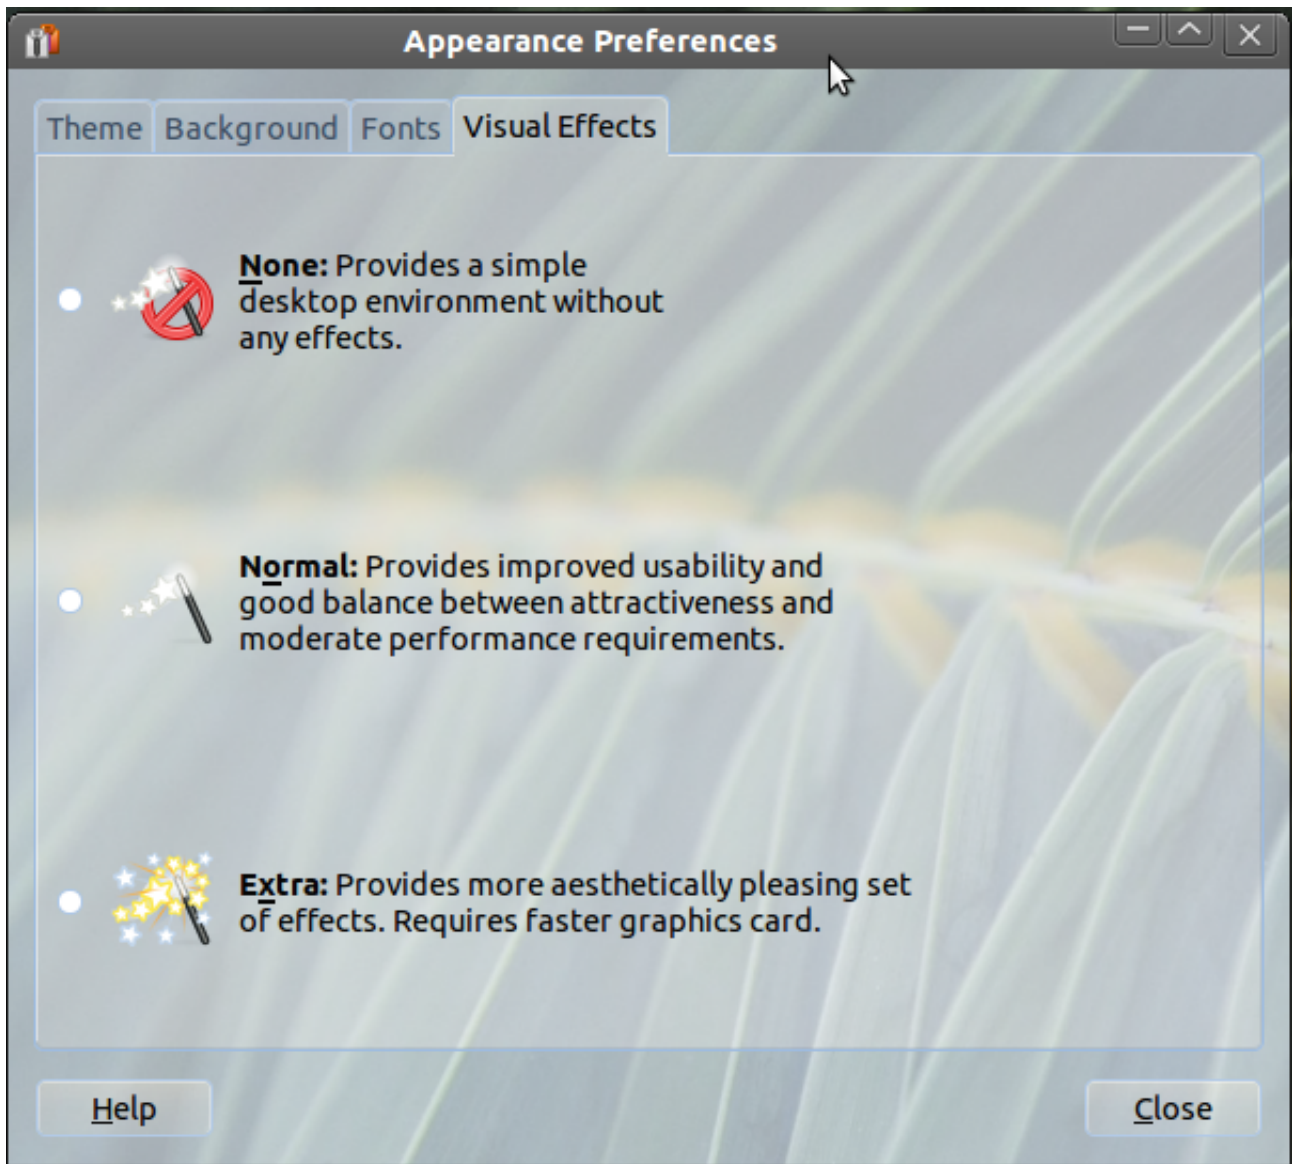 Appearance Preferences
Theme Background Fonts Visual Effects
None: Provides a simple
desktop environment without
any effects.
Normal: Provides improved usability and
good balance between attractiveness and
moderate performance requirements.
Extra: Provides more aesthetically pleasing set
of effects. Requires faster graphics card.
Help Close